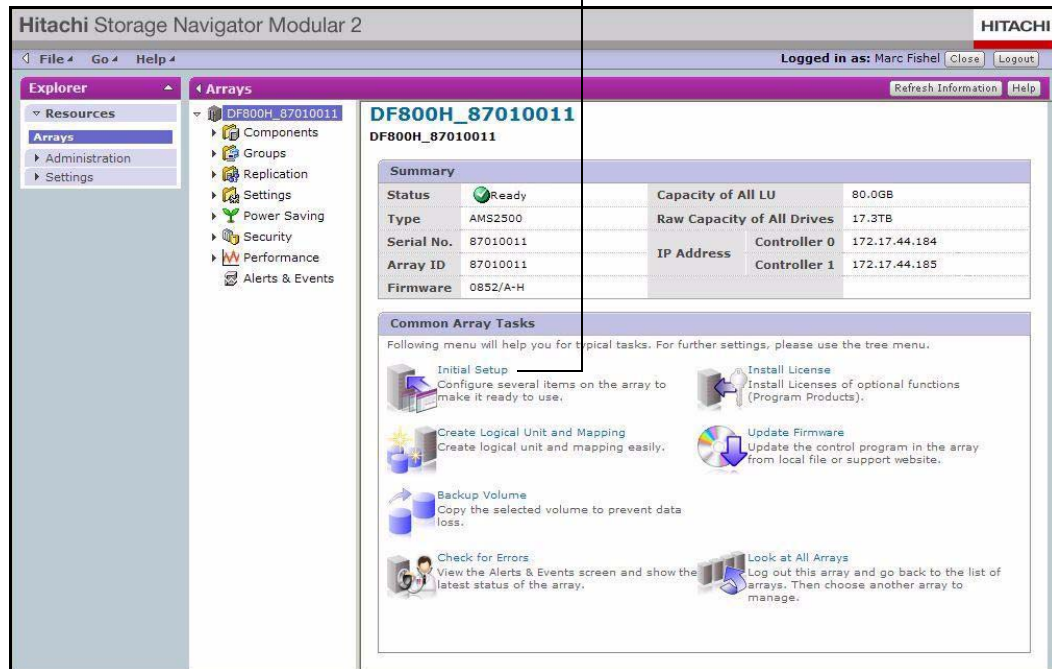 Hitachi Storage Navigator Modular 2
HITACHI
File Go Help
Logged in as: Marc Fishel Close Logout
Explorer
Arrays
Refresh Information Help
Resources
Arrays
Administration
Settings
DF800H_87010011
Components
Groups
Replication
Settings
Power Saving
Security
Performance
Alerts & Events
DF800H_87010011
DF800H_87010011
Summary
Status Ready Capacity of All LU 80.0GB
Type AMS2500 Raw Capacity of All Drives 17.3TB
Serial No. 87010011 IP Address Controller 0 172.17.44.184
Array ID 87010011 Controller 1 172.17.44.185
Firmware 0852/A-H
Common Array Tasks
Following menu will help you for typical tasks. For further settings, please use the tree menu.
Initial Setup
Configure several items on the array to
make it ready to use.
Install License
Install Licenses of optional functions
(Program Products).
Create Logical Unit and Mapping
Create logical unit and mapping easily.
Update Firmware
Update the control program in the array
from local file or support website.
Backup Volume
Copy the selected volume to prevent data
loss.
Check for Errors
View the Alerts & Events screen and show the
latest status of the array.
Look at All Arrays
Log out this array and go back to the list of
arrays. Then choose another array to
manage.